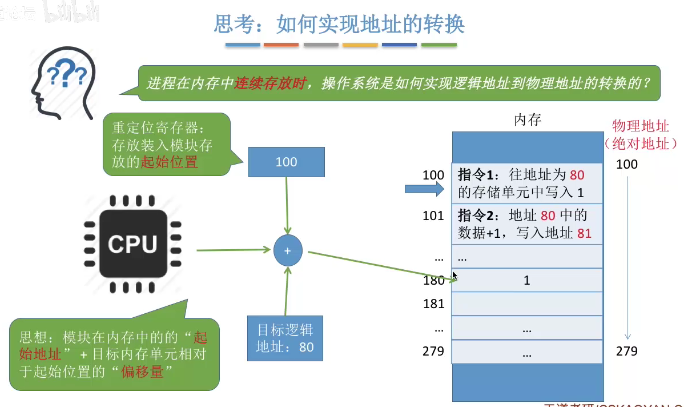 思考：如何实现地址的转换
??
?
进程在内存中连续存放时，操作系统是如何实现逻辑地址到物理地址的转换的？
重定位寄存器：
存放装入模块存
放的起始位置
100
CPU
+
目标逻辑
地址：80
思想：模块在内存中的的“起
始地址” + 目标内存单元相对
于起始位置的“偏移量”
内存
物理地址
（绝对地址）
100
指令1：往地址为 80
的存储单元中写入 1
100
101
指令2：地址 80 中的
数据+1，写入地址 81
...
...
180
1
181
...
...
279
...
279